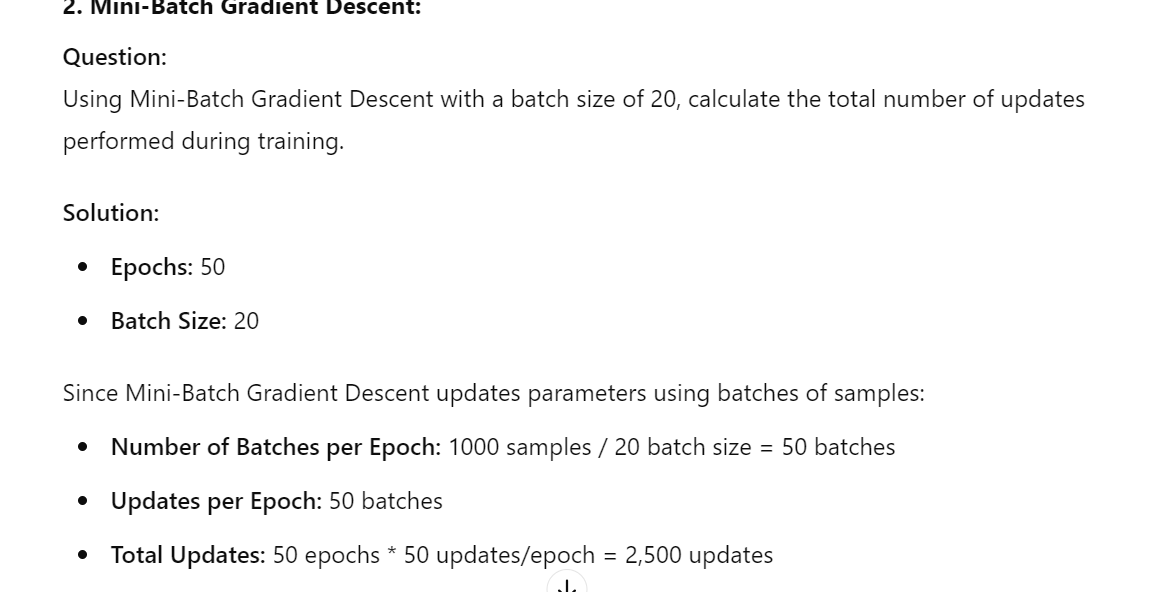 2. Mini-Batch Gradient Descent:
Question:
Using Mini-Batch Gradient Descent with a batch size of 20, calculate the total number of updates
performed during training.
Solution:
• Epochs: 50
• Batch Size: 20
Since Mini-Batch Gradient Descent updates parameters using batches of samples:
• Number of Batches per Epoch: 1000 samples / 20 batch size = 50 batches
• Updates per Epoch: 50 batches
• Total Updates: 50 epochs * 50 updates/epoch = 2,500 updates